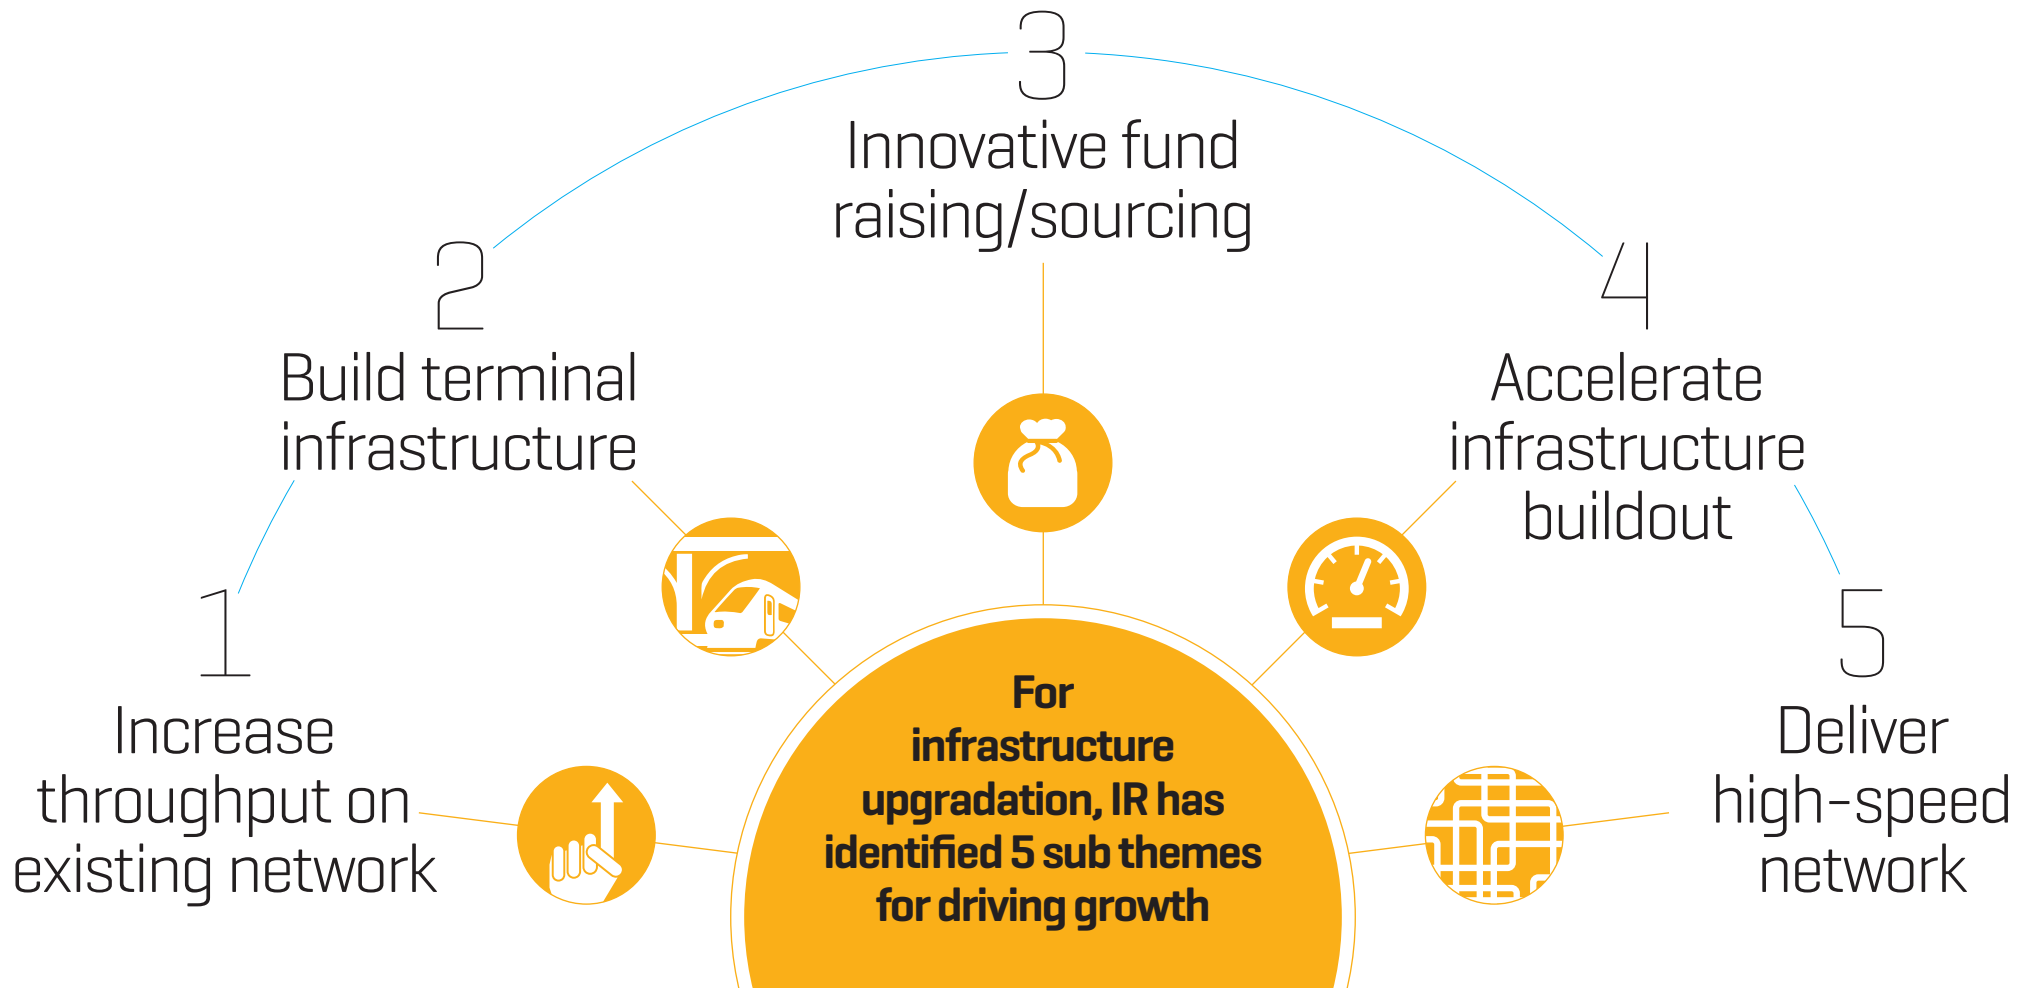 1
Increase
throughput on
existing network
2
Build terminal
infrastructure
3
Innovative fund
raising/sourcing
4
Accelerate
infrastructure
buildout
5
Deliver
high-speed
network
For
infrastructure
upgradation, IR has
identified 5 sub themes
for driving growth